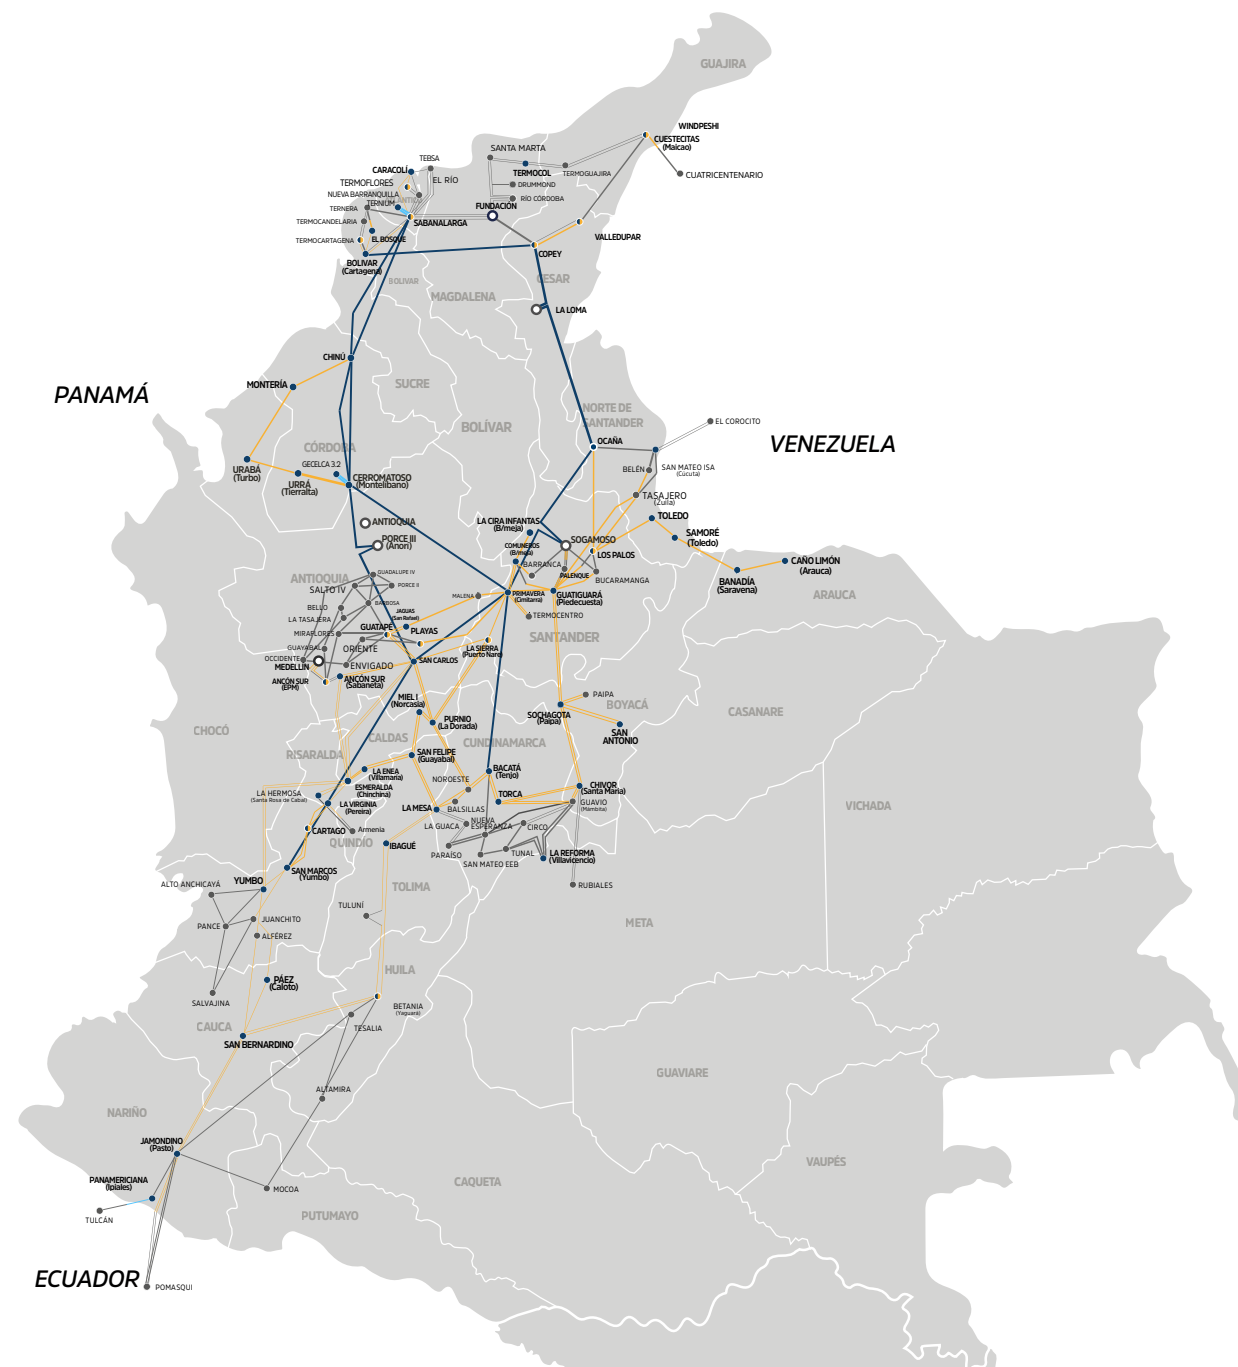 GUAJIRA
WINDPESHI
CUESTECITAS
(Maicao)
CUATRICENTENARIO
SANTA MARTA
TERMOCOL
TERMOGUAJIRA
DRUMMOND
RÍO CÓRDOBA
FUNDACIÓN
TEBSA
CARACOLÍ
EL RÍO
TERMOFLORES
NUEVA BARRANQUILLA
TERNIUM
TERNERA
TERMOCANDELARIA
SABANALARGA
EL BOSQUE
TERMOCARTAGENA
BOLIVAR
(Cartagena)
VALLEDUPAR
COPEY
CESAR
BOLIVAR
MAGDALENA
LA LOMA
CHINÚ
MONTERÍA
SUCRE
PANAMÁ
NORTE DE
SANTANDER
BOLÍVAR
EL COROCITO
OCAÑA
VENEZUELA
CÓRDOBA
GECELCA 3.2
URABÁ
(Turbo)
URRÁ
(Tierralta)
CERROMATOSO
(Montelibano)
BELÉN
SAN MATEO ISA
(Cúcuta)
TASAJERO
(Zulia)
TOLEDO
SAMORÉ
(Toledo)
ANTIOQUIA
PORCE III
(Anorí)
LA CIRA INFANTAS
(B/meja)
COMUNEROS
(B/meja)
SOGAMOSO
LOS PALOS
BARRANCA
PALENQUE
BUCARAMANGA
CAÑO LIMÓN
(Arauca)
BANADÍA
(Saravena)
ARAUCA
ANTIOQUIA
GUADALUPE IV
SALTO IV
PORCE II
BARBOSA
BELLO
LA TASAJERA
MALENA
PRIMAVERA
(Cimitarra)
GUATIGUARÁ
(Piedecuesta)
JAGUAS
(San Rafael)
TERMOCENTRO
GUATAPÉ
PLAYAS
MIRAFLORES
SANTANDER
GUAYABAL
ORIENTE
LA SIERRA
(Puerto Nare)
OCCIDENTE
MEDELLÍN
ENVIGADO
SAN CARLOS
ANCÓN SUR
(EPM)
ANCÓN SUR
(Sabaneta)
MIEL I
(Norcasia)
PAIPA
BOYACÁ
SOCHAGOTA
(Paipa)
CASANARE
PURNIO
(La Dorada)
SAN
ANTONIO
CHOCÓ
CALDAS
CUNDINAMARCA
RISARALDA
SAN FELIPE
(Guayabal)
LA ENEA
(Villamaria)
BACATÁ
(Tenjo)
NOROESTE
ESMERALDA
(Chinchina)
CHIVOR
(Santa Maria)
LA HERMOSA
(Santa Rosa de Cabal)
TORCA
GUAVIO
(Mámbita)
VICHADA
LA VIRGINIA
(Pereira)
LA MESA
BALSILLAS
NUEVA
ESPERANZA
LA GUACA
CIRCO
CARTAGO
Armenia
QUINDÍO
IBAGUÉ
PARAÍSO
TUNAL
SAN MATEO EEB
LA REFORMA
(Villavicencio)
SAN MARCOS
(Yumbo)
ALTO ANCHICAYÁ
YUMBO
TOLIMA
RUBIALES
TULUNÍ
JUANCHITO
PANCE
ALFÉREZ
META
HUILA
PÁEZ
(Caloto)
SALVAJINA
BETANIA
(Yaguará)
CAUCA
TESALIA
SAN BERNARDINO
GUAVIARE
ALTAMIRA
NARIÑO
JAMONDINO
(Pasto)
VAUPÉS
PANAMERICIANA
(Ipiales)
CAQUETA
MOCOA
TULCÁN
PUTUMAYO
ECUADOR
POMASQUI